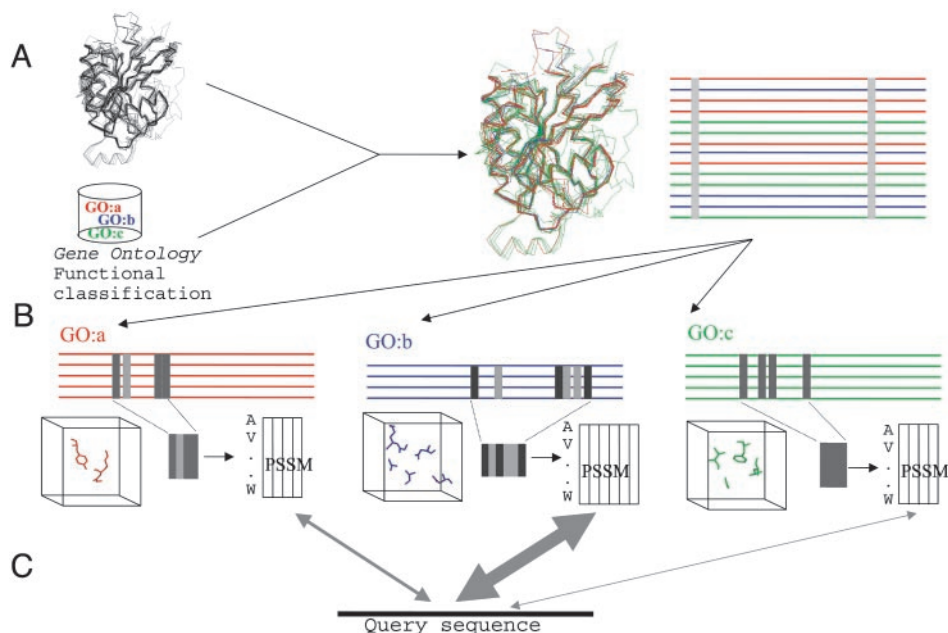 A
GO:a
GO:b
GO:c
Gene Ontology
Functional
classification
B
GO:a
GO:b
GO:c
A
V
.
.
W
PSSM
A
V
.
.
W
PSSM
A
V
.
.
W
PSSM
C
Query sequence